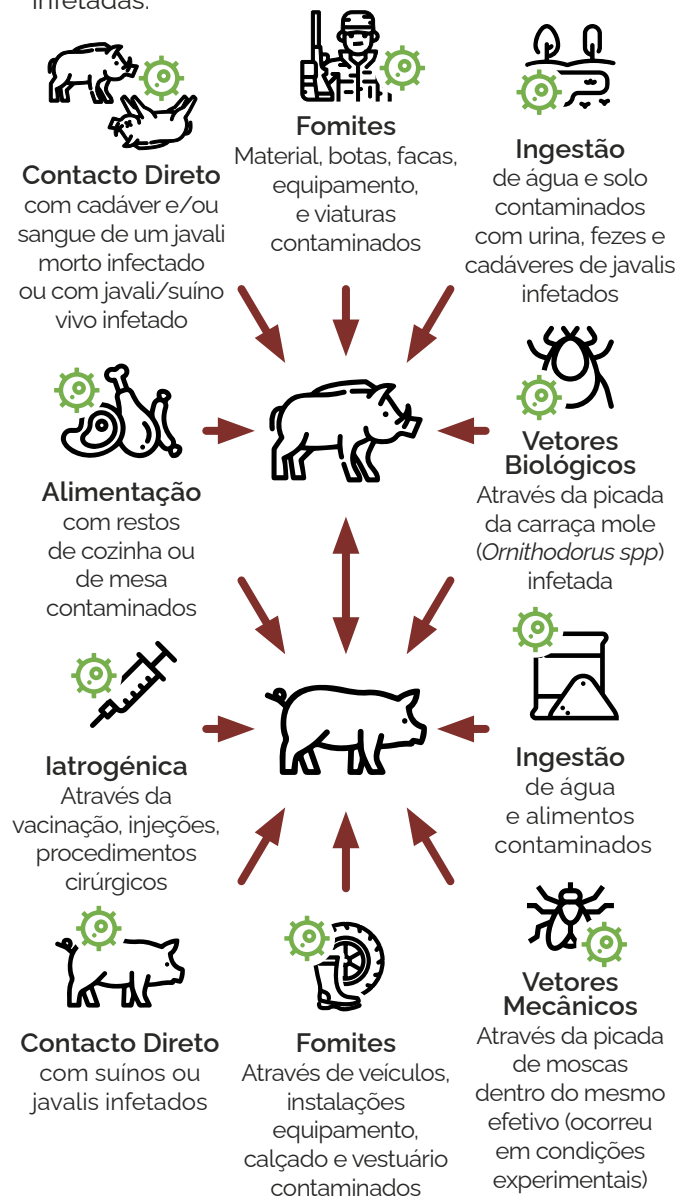 infetadas.
Contacto Direto
com cadáver e/ou
sangue de um javali
morto infectado
ou com javali/suíno
vivo infetado
Fomites
Material, botas, facas,
equipamento,
e viaturas
contaminados
Ingestão
de água e solo
contaminados
com urina, fezes e
cadáveres de javalis
infetados
Alimentação
com restos
de cozinha ou
de mesa
contaminados
Vetores
Biológicos
Através da picada
da carraça mole
(Ornithodorus spp)
infetada
Iatrogénica
Através da
vacinação, injeções,
procedimentos
cirúrgicos
Ingestão
de água
e alimentos
contaminados
Contacto Direto
com suínos ou
javalis infetados
Fomites
Através de veículos,
instalações
equipamento,
calçado e vestuário
contaminados
Vetores
Mecânicos
Através da picada
de moscas
dentro do mesmo
efetivo (ocorreu
em condições
experimentais)